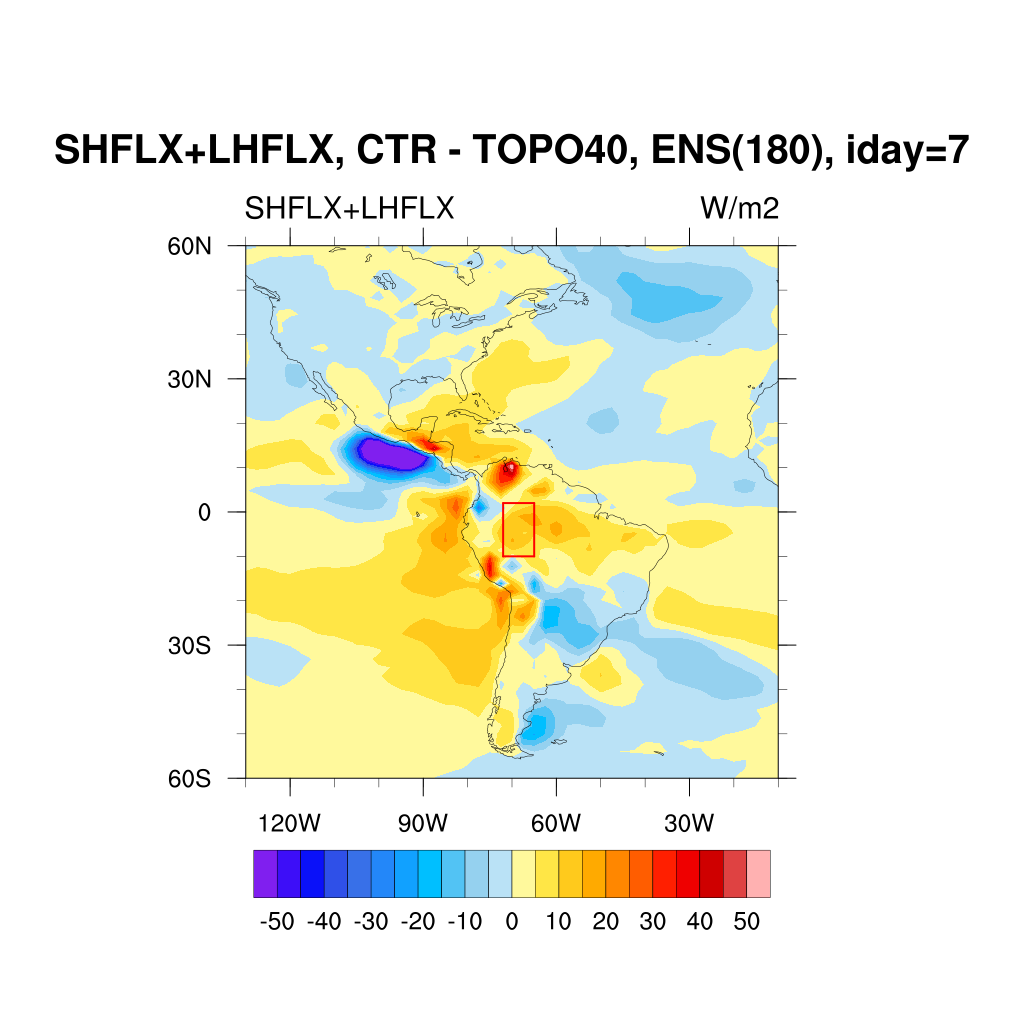 SHFLX+LHFLX, CTR - TOPO40, ENS(180), iday=7
SHFLX+LHFLX W/m2
60N
30N
0
30S
60S
120W 90W 60W 30W
-50 -40 -30 -20 -10 0 10 20 30 40 50